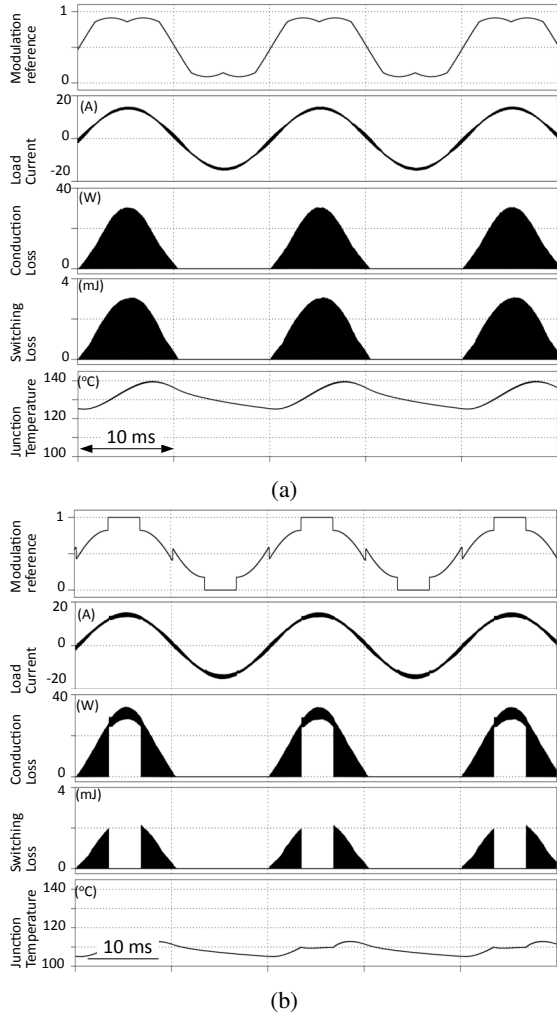 Modulation reference
1
0
Load Current
20
(A)
0
-20
Conduction Loss
40
(W)
0
Switching Loss
4
(mJ)
0
Junction Temperature
140
(°C)
120
100
10 ms
(a)
Modulation reference
1
0
Load Current
20
(A)
0
-20
Conduction Loss
40
(W)
0
Switching Loss
4
(mJ)
0
Junction Temperature
140
(°C)
120
100
10 ms
(b)